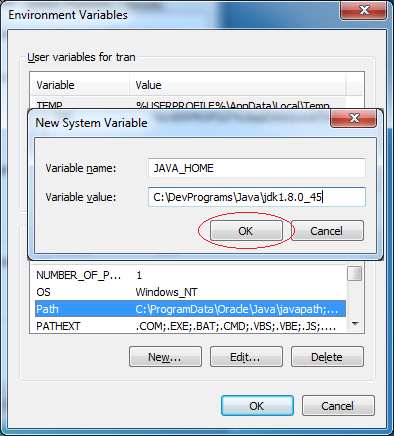 Environment Variables
User variables for tran
Variable Value
TEMP %USERPROFILE%\AppData\Local\Temp
New System Variable
Variable name: JAVA_HOME
Variable value: C:\DevPrograms\Java\jdk1.8.0_45
OK Cancel
NUMBER_OF_P... 1
OS Windows_NT
Path C:\ProgramData\Oracle\Java\javapath;...
PATHEXT .COM;.EXE;.BAT;.CMD;.VBS;.VBE;.JS;....
New... Edit... Delete
OK Cancel